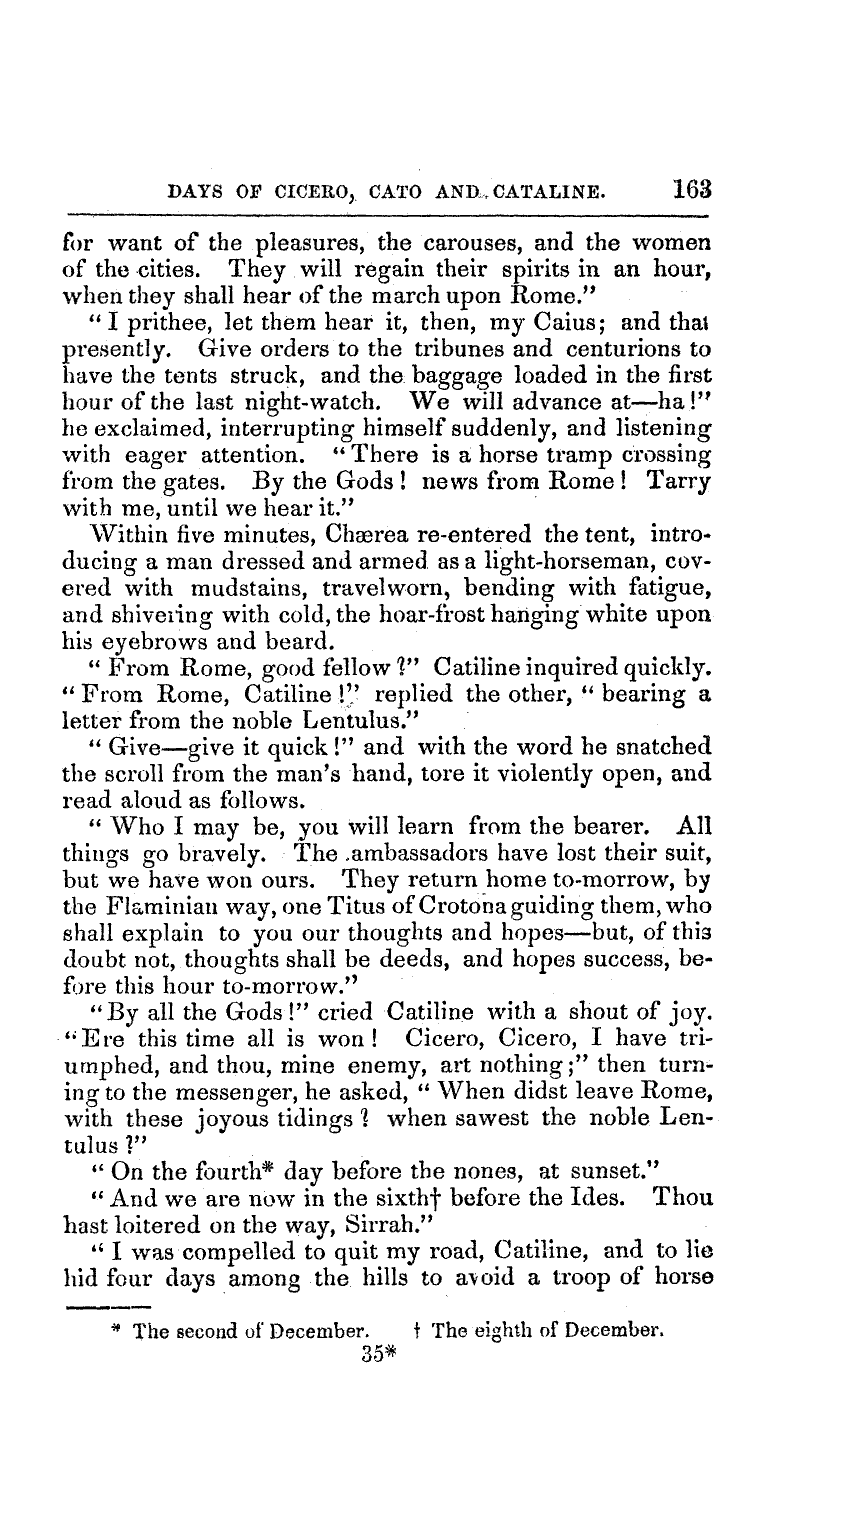 DAYS OF CICERO, CATO AND CATALINE. 163
for want of the pleasures, the carouses, and the women
of the cities. They will regain their spirits in an hour,
when they shall hear of the march upon Rome."
"I prithee, let them hear it, then, my Caius; and that
presently. Give orders to the tribunes and centurions to
have the tents struck, and the baggage loaded in the first
hour of the last night-watch. We will advance at—ha!"
he exclaimed, interrupting himself suddenly, and listening
with eager attention. "There is a horse tramp crossing
from the gates. By the Gods! news from Rome! Tarry
with me, until we hear it."
Within five minutes, Chærea re-entered the tent, intro-
ducing a man dressed and armed as a light-horseman, cov-
ered with mudstains, travelworn, bending with fatigue,
and shivering with cold, the hoar-frost hanging white upon
his eyebrows and beard.
"From Rome, good fellow?" Catiline inquired quickly.
"From Rome, Catiline!" replied the other, "bearing a
letter from the noble Lentulus."
"Give—give it quick!" and with the word he snatched
the scroll from the man's hand, tore it violently open, and
read aloud as follows.
"Who I may be, you will learn from the bearer. All
things go bravely. The ambassadors have lost their suit,
but we have won ours. They return home to-morrow, by
the Flaminian way, one Titus of Crotona guiding them, who
shall explain to you our thoughts and hopes—but, of this
doubt not, thoughts shall be deeds, and hopes success, be-
fore this hour to-morrow."
"By all the Gods!" cried Catiline with a shout of joy.
"Ere this time all is won! Cicero, Cicero, I have tri-
umphed, and thou, mine enemy, art nothing;" then turn-
ing to the messenger, he asked, "When didst leave Rome,
with these joyous tidings? when sawest the noble Len-
tulus?"
"On the fourth* day before the nones, at sunset."
"And we are now in the sixth† before the Ides. Thou
hast loitered on the way, Sirrah."
"I was compelled to quit my road, Catiline, and to lie
hid four days among the hills to avoid a troop of horse
* The second of December. † The eighth of December.
35*